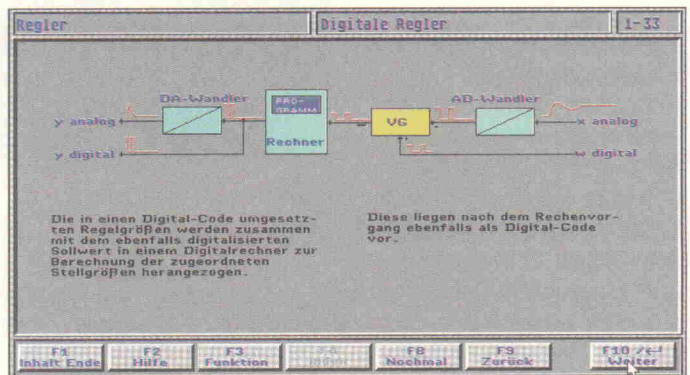 Regler
Digitale Regler
1-33
DA-Wandler
PRO-
GRAMM
Rechner
AD-Wandler
VG
y analog
x analog
y digital
w digital
Die in einen Digital-Code umgesetz-
ten Regelgrößen werden zusammen
mit dem ebenfalls digitalisierten
Sollwert in einem Digitalrechner zur
Berechnung der zugeordneten
Stellgrößen herangezogen.
Diese liegen nach dem Rechenvor-
gang ebenfalls als Digital-Code
vor.
F1
Inhalt Ende
F2
Hilfe
F3
Funktion
F8
Nochmal
F9
Zurück
F10 /↵
Weiter